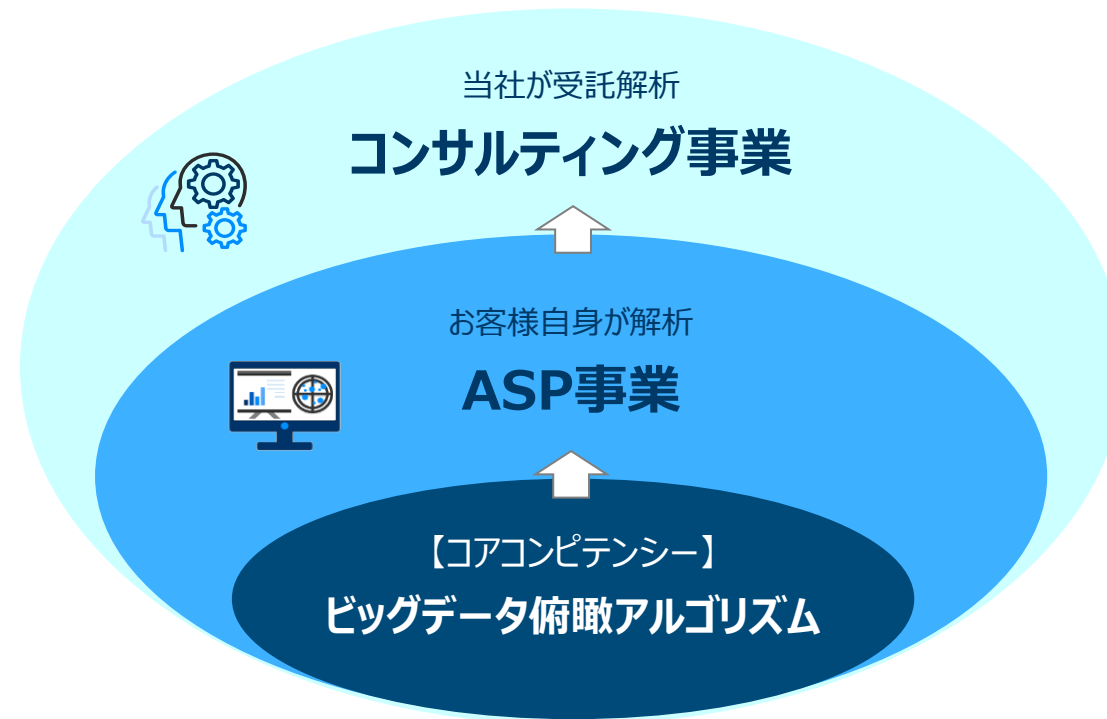 当社が受託解析
コンサルティング事業
お客様自身が解析
ASP事業
【コアコンピテンシー】
ビッグデータ俯瞰アルゴリズム